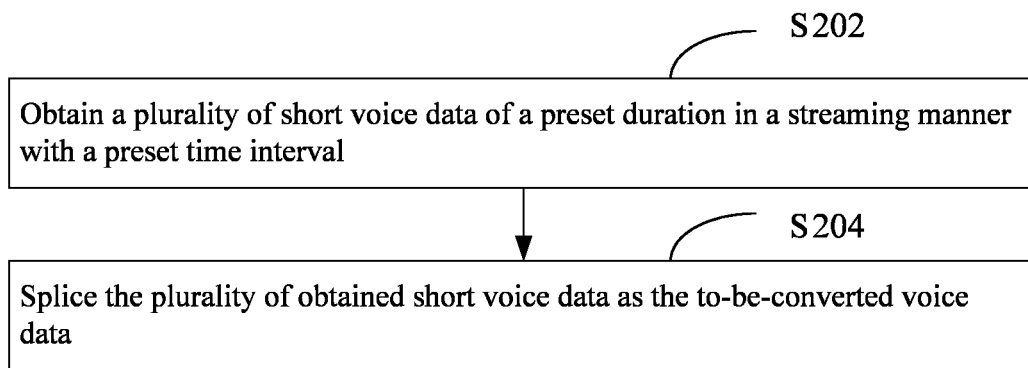 S202
Obtain a plurality of short voice data of a preset duration in a streaming manner
with a preset time interval
S204
Splice the plurality of obtained short voice data as the to-be-converted voice
data